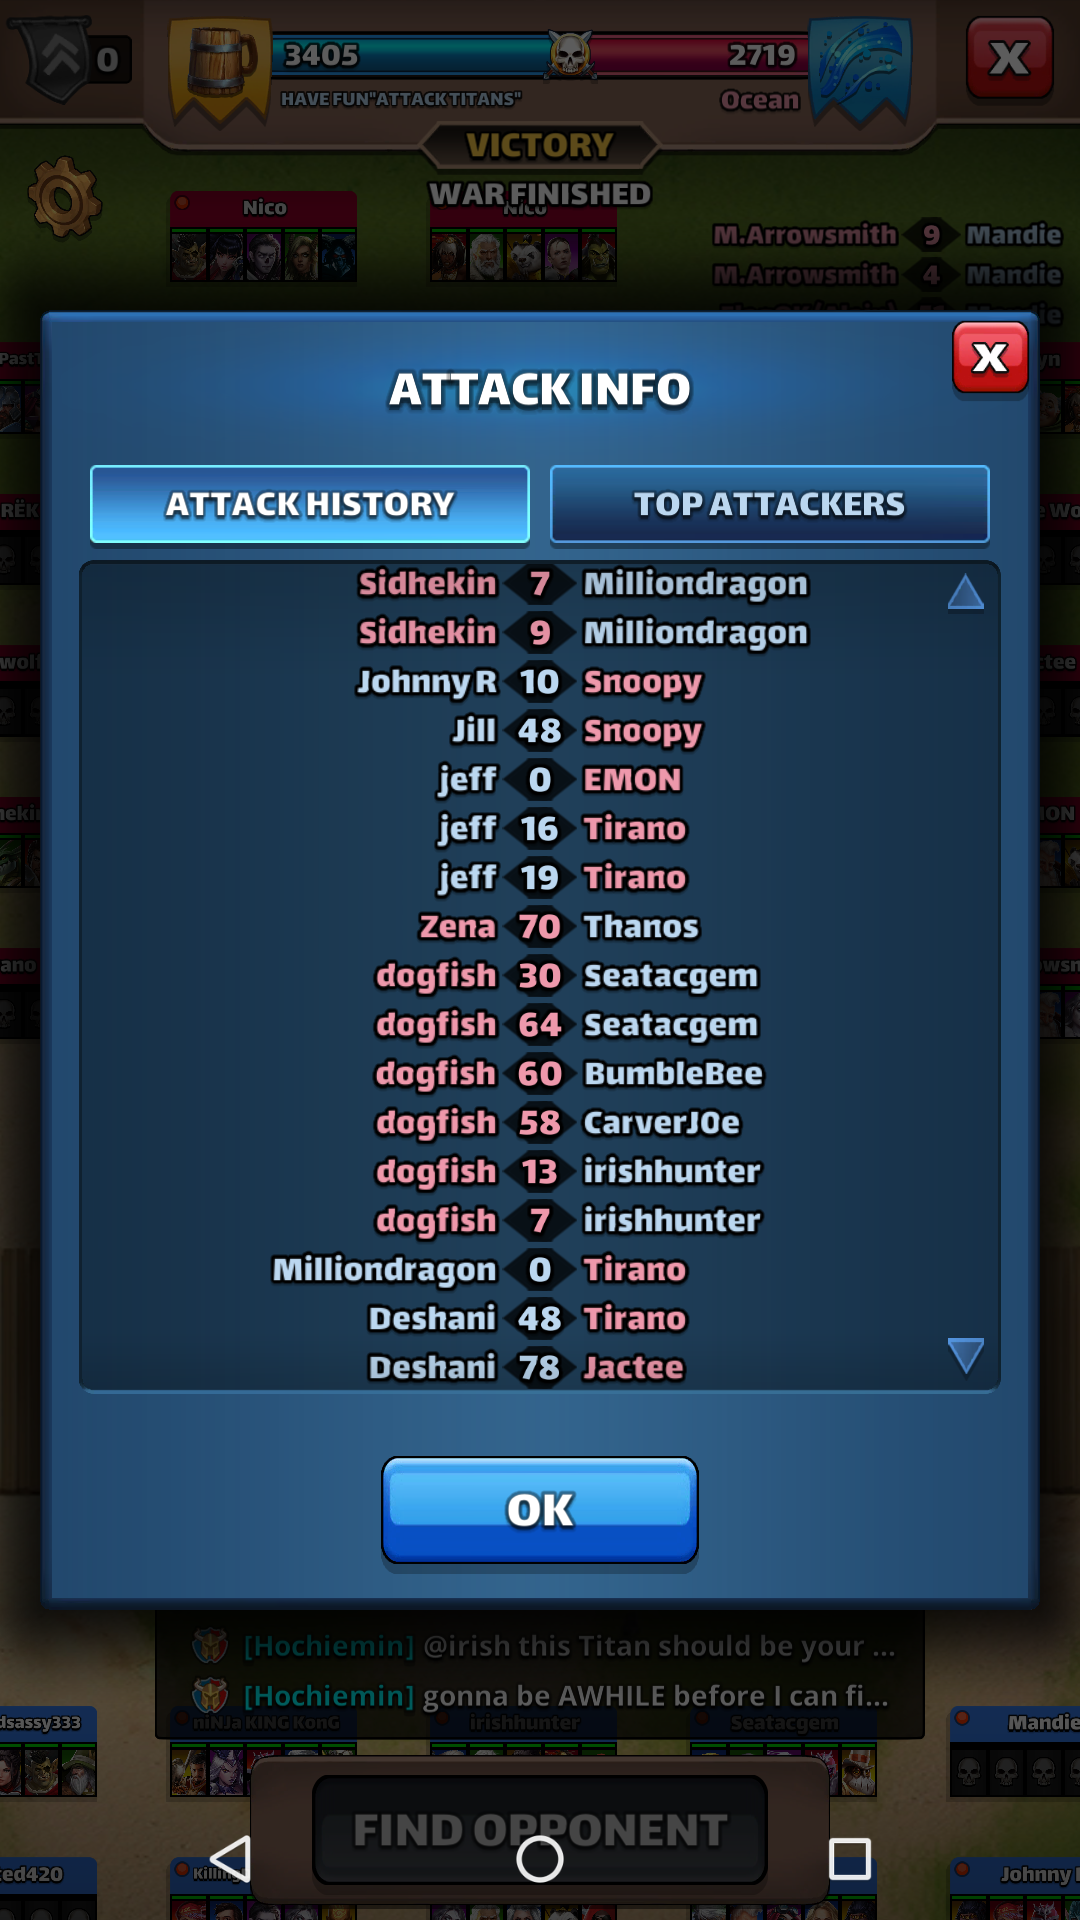 0
3405
2719
HAVE FUN"ATTACK TITANS"
Ocean
VICTORY
WAR FINISHED
Nico
Nico
M.Arrowsmith 9 Mandie
M.Arrowsmith 4 Mandie
ATTACK INFO
ATTACK HISTORY
TOP ATTACKERS
Sidhekin 7 Milliondragon
Sidhekin 9 Milliondragon
Johnny R 10 Snoopy
Jill 48 Snoopy
jeff 0 EMON
jeff 16 Tirano
jeff 19 Tirano
Zena 70 Thanos
dogfish 30 Seatacgem
dogfish 64 Seatacgem
dogfish 60 BumbleBee
dogfish 58 CarverJ0e
dogfish 13 irishhunter
dogfish 7 irishhunter
Milliondragon 0 Tirano
Deshani 48 Tirano
Deshani 78 Jactee
OK
[Hochiemin] @irish this Titan should be your ...
[Hochiemin] gonna be AWHILE before I can fi...
dsassy333
niNJa KING KonG
irishhunter
Seatacgem
Mandie
FIND OPPONENT
ked420
Johnny